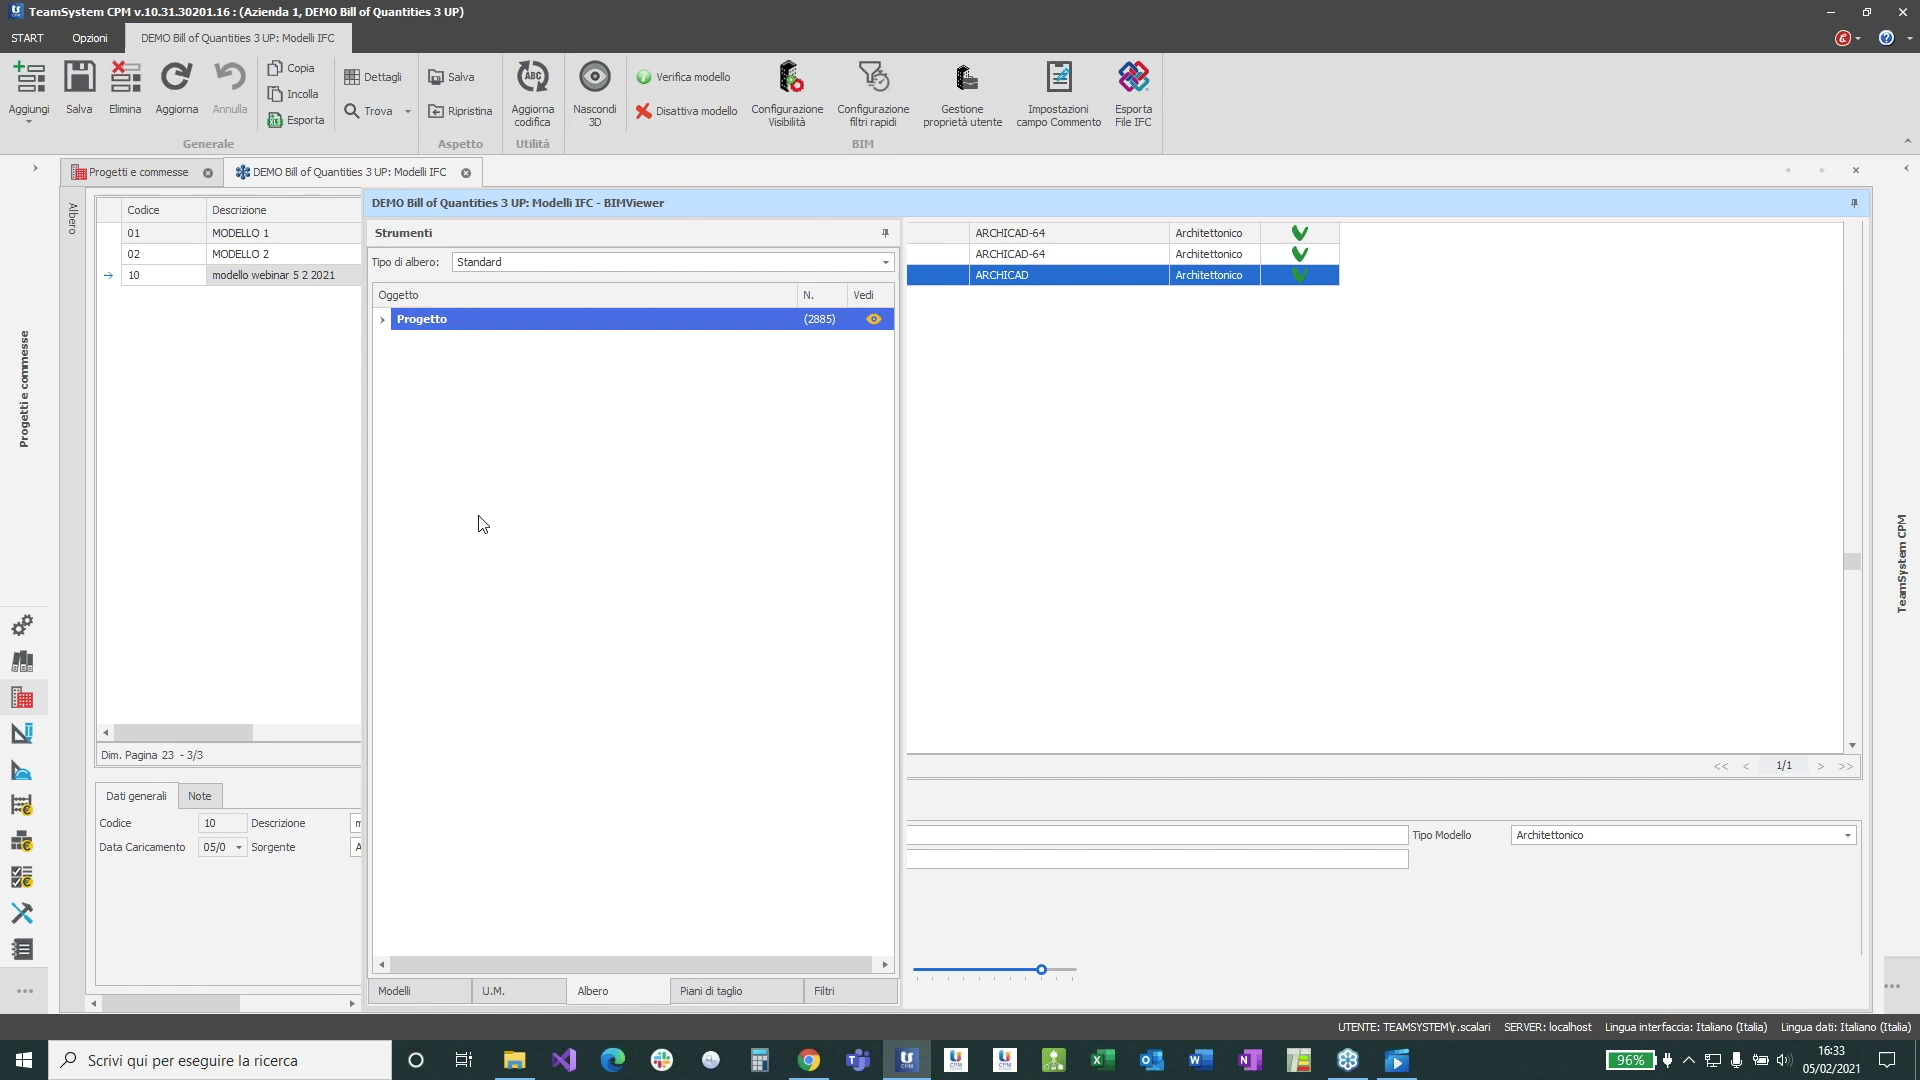 TeamSystem CPM v.10.31.30201.16 : (Azienda 1, DEMO Bill of Quantities 3 UP)
START
Opzioni
DEMO Bill of Quantities 3 UP: Modelli IFC
Aggiungi
Salva
Elimina
Aggiorna
Annulla
Copia
Incolla
Esporta
Generale
Dettagli
Trova
Salva
Ripristina
Aspetto
Aggiorna
codifica
Utilità
Nascondi
3D
Verifica modello
Disattiva modello
Configurazione
Visibilità
Configurazione
filtri rapidi
Gestione
proprietà utente
Impostazioni
campo Commento
Esporta
File IFC
BIM
Progetti e commesse
DEMO Bill of Quantities 3 UP: Modelli IFC
Progetti e commesse
Albero
Codice Descrizione
01 MODELLO 1
02 MODELLO 2
10 modello webinar 5 2 2021
Dim. Pagina 23 - 3/3
Dati generali
Note
Codice 10 Descrizione
Data Caricamento 05/0 Sorgente
DEMO Bill of Quantities 3 UP: Modelli IFC - BIMViewer
Strumenti
Tipo di albero: Standard
Oggetto N. Vedi
Progetto (2885)
Modelli
U.M.
Albero
Piani di taglio
Filtri
ARCHICAD-64 Architettonico
ARCHICAD-64 Architettonico
ARCHICAD Architettonico
<< < 1/1 > >>
Tipo Modello Architettonico
TeamSystem CPM
UTENTE: TEAMSYSTEM\r.scalari SERVER: localhost Lingua interfaccia: Italiano (Italia) Lingua dati: Italiano (Italia)
Scrivi qui per eseguire la ricerca
96%
16:33
05/02/2021